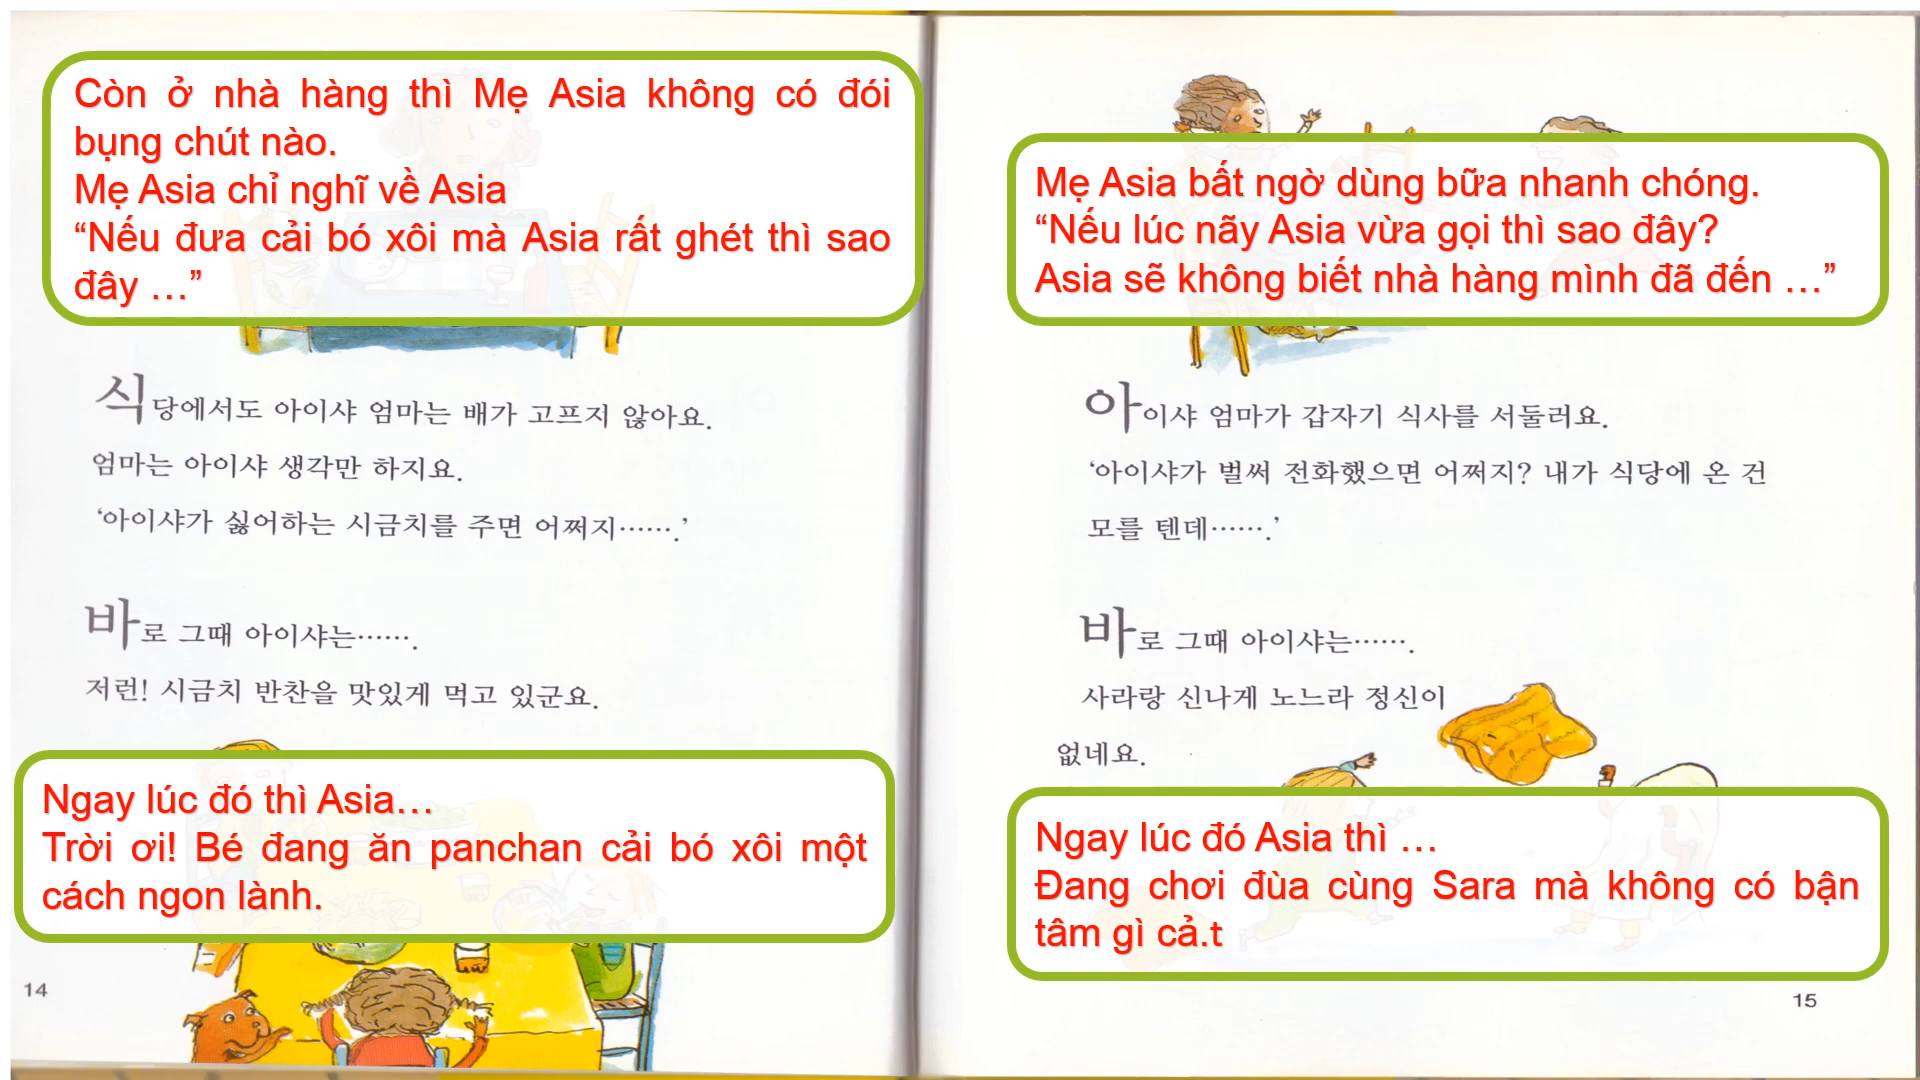 Còn ở nhà hàng thì Mẹ Asia không có đói
bụng chút nào.
Mẹ Asia chỉ nghĩ về Asia
“Nếu đưa cải bó xôi mà Asia rất ghét thì sao
đây …”
식당에서도 아이샤 엄마는 배가 고프지 않아요.
엄마는 아이샤 생각만 하지요.
‘아이샤가 싫어하는 시금치를 주면 어쩌지…….’
바로 그때 아이샤는…….
저런! 시금치 반찬을 맛있게 먹고 있군요.
Ngay lúc đó thì Asia…
Trời ơi! Bé đang ăn panchan cải bó xôi một
cách ngon lành.
14
Mẹ Asia bất ngờ dùng bữa nhanh chóng.
“Nếu lúc nãy Asia vừa gọi thì sao đây?
Asia sẽ không biết nhà hàng mình đã đến …”
아이샤 엄마가 갑자기 식사를 서둘러요.
‘아이샤가 벌써 전화했으면 어쩌지? 내가 식당에 온 건
모를 텐데…….’
바로 그때 아이샤는…….
사라랑 신나게 노느라 정신이
없네요.
Ngay lúc đó Asia thì …
Đang chơi đùa cùng Sara mà không có bận
tâm gì cả.t
15